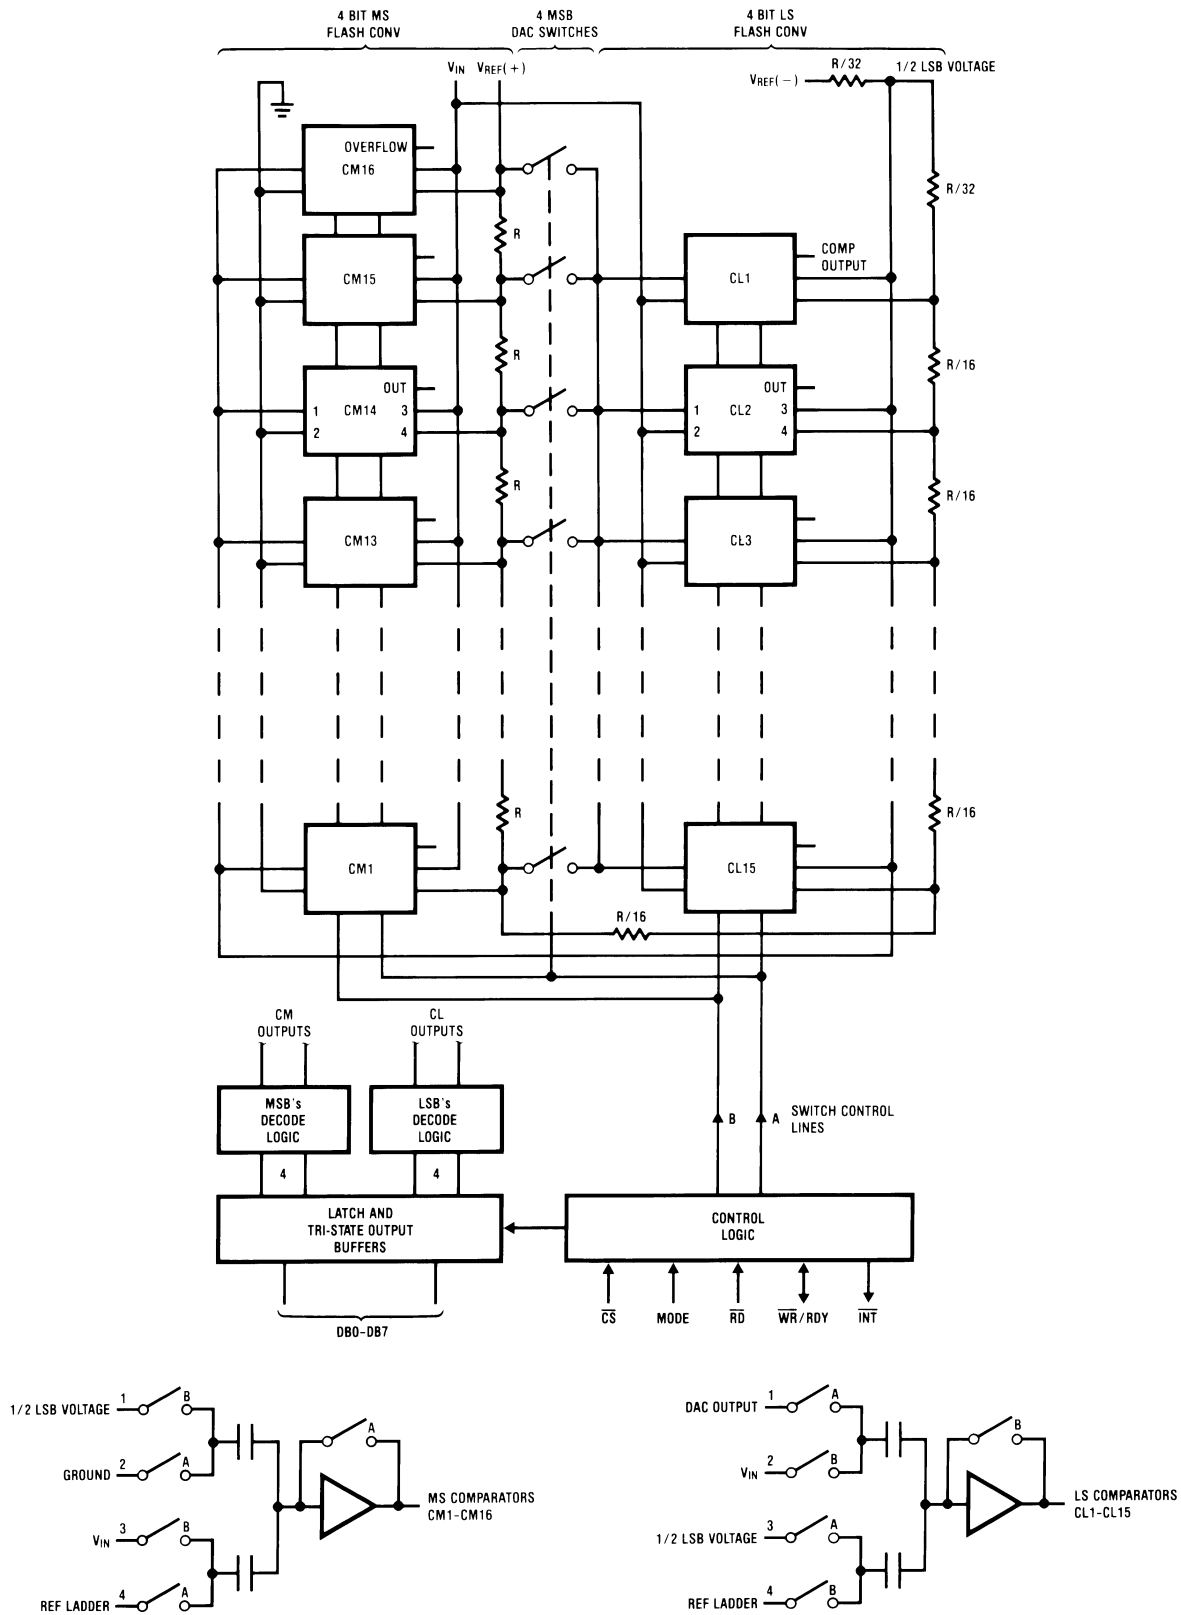 4 BIT MS
FLASH CONV
4 MSB
DAC SWITCHES
4 BIT LS
FLASH CONV
VIN
VREF(+)
VREF(−)
R/32
1/2 LSB VOLTAGE
OVERFLOW
CM16
R/32
R
CM15
CL1
COMP
OUTPUT
R
R/16
OUT
1 CM14 3
2 4
OUT
1 CL2 3
2 4
R
R/16
CM13
CL3
R
R/16
CM1
CL15
R/16
CM
OUTPUTS
CL
OUTPUTS
MSB's
DECODE
LOGIC
LSB's
DECODE
LOGIC
B
A
SWITCH CONTROL
LINES
4
4
LATCH AND
TRI-STATE OUTPUT
BUFFERS
CONTROL
LOGIC
CS
MODE
RD
WR/RDY
INT
DB0-DB7
1/2 LSB VOLTAGE
1
B
A
GROUND
2
A
MS COMPARATORS
CM1-CM16
VIN
3
B
REF LADDER
4
A
DAC OUTPUT
1
A
B
VIN
2
B
LS COMPARATORS
CL1-CL15
1/2 LSB VOLTAGE
3
A
REF LADDER
4
B